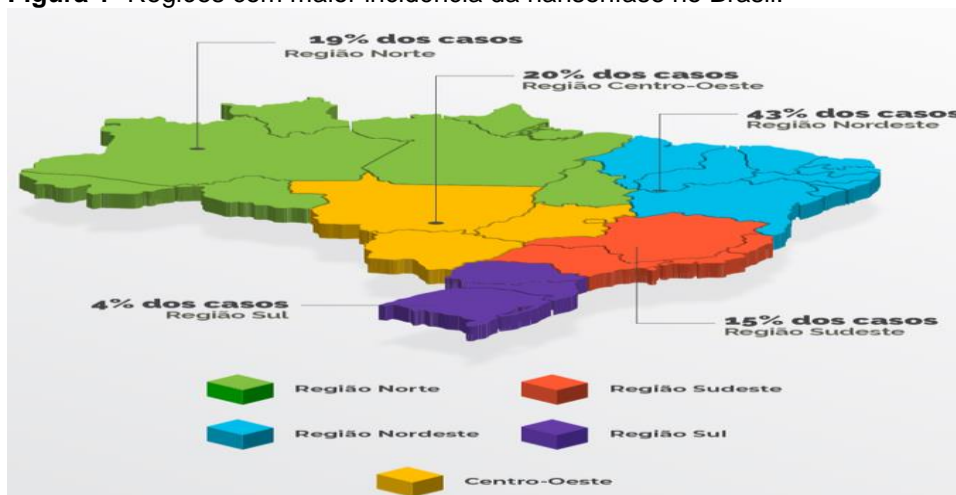 Figura 1- Regiões com maior incidência da hanseníase no Brasil.
19% dos casos
Região Norte
20% dos casos
Região Centro-Oeste
43% dos casos
Região Nordeste
4% dos casos
Região Sul
15% dos casos
Região Sudeste
Região Norte
Região Sudeste
Região Nordeste
Região Sul
Centro-Oeste